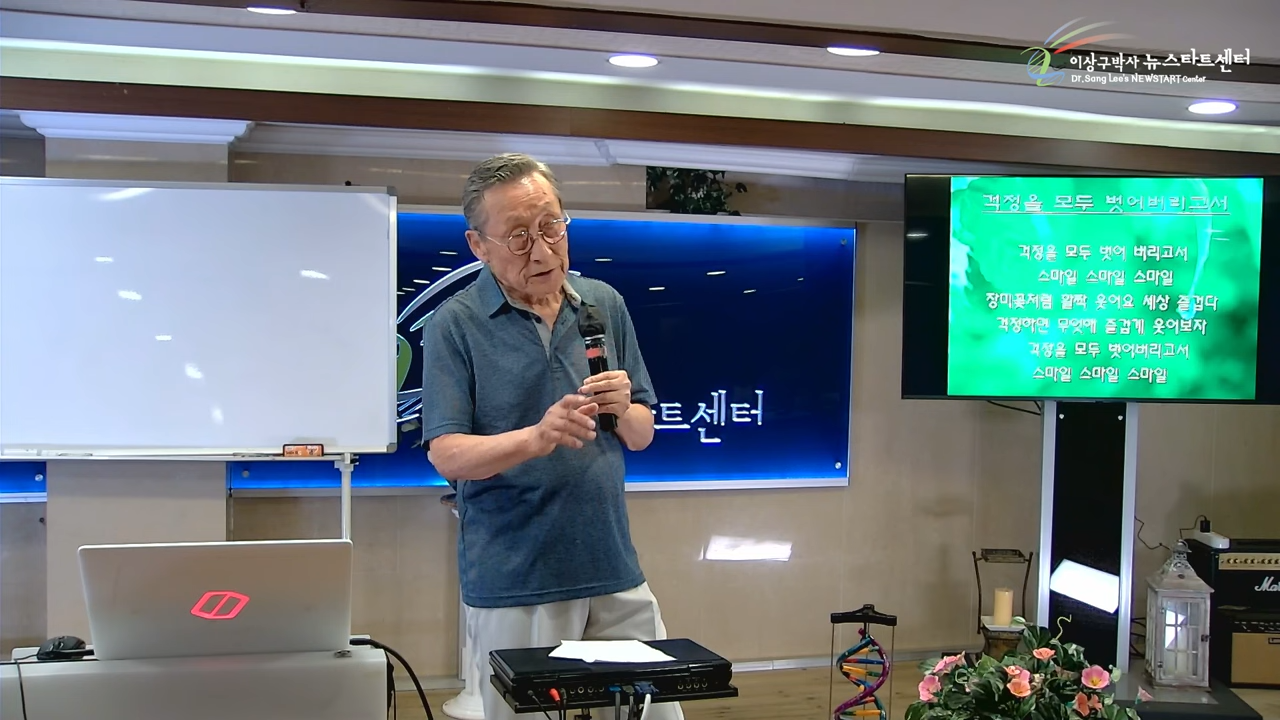 이상구박사 뉴스타트센터
Dr. Sang Lee's NEWSTART Center
걱정을 모두 벗어버리고서
걱정을 모두 벗어 버리고서
스마일 스마일 스마일
장미꽃처럼 활짝 웃어요 세상 즐겁다
걱정하면 무엇해 즐겁게 웃어보자
걱정을 모두 벗어버리고서
스마일 스마일 스마일
타트센터